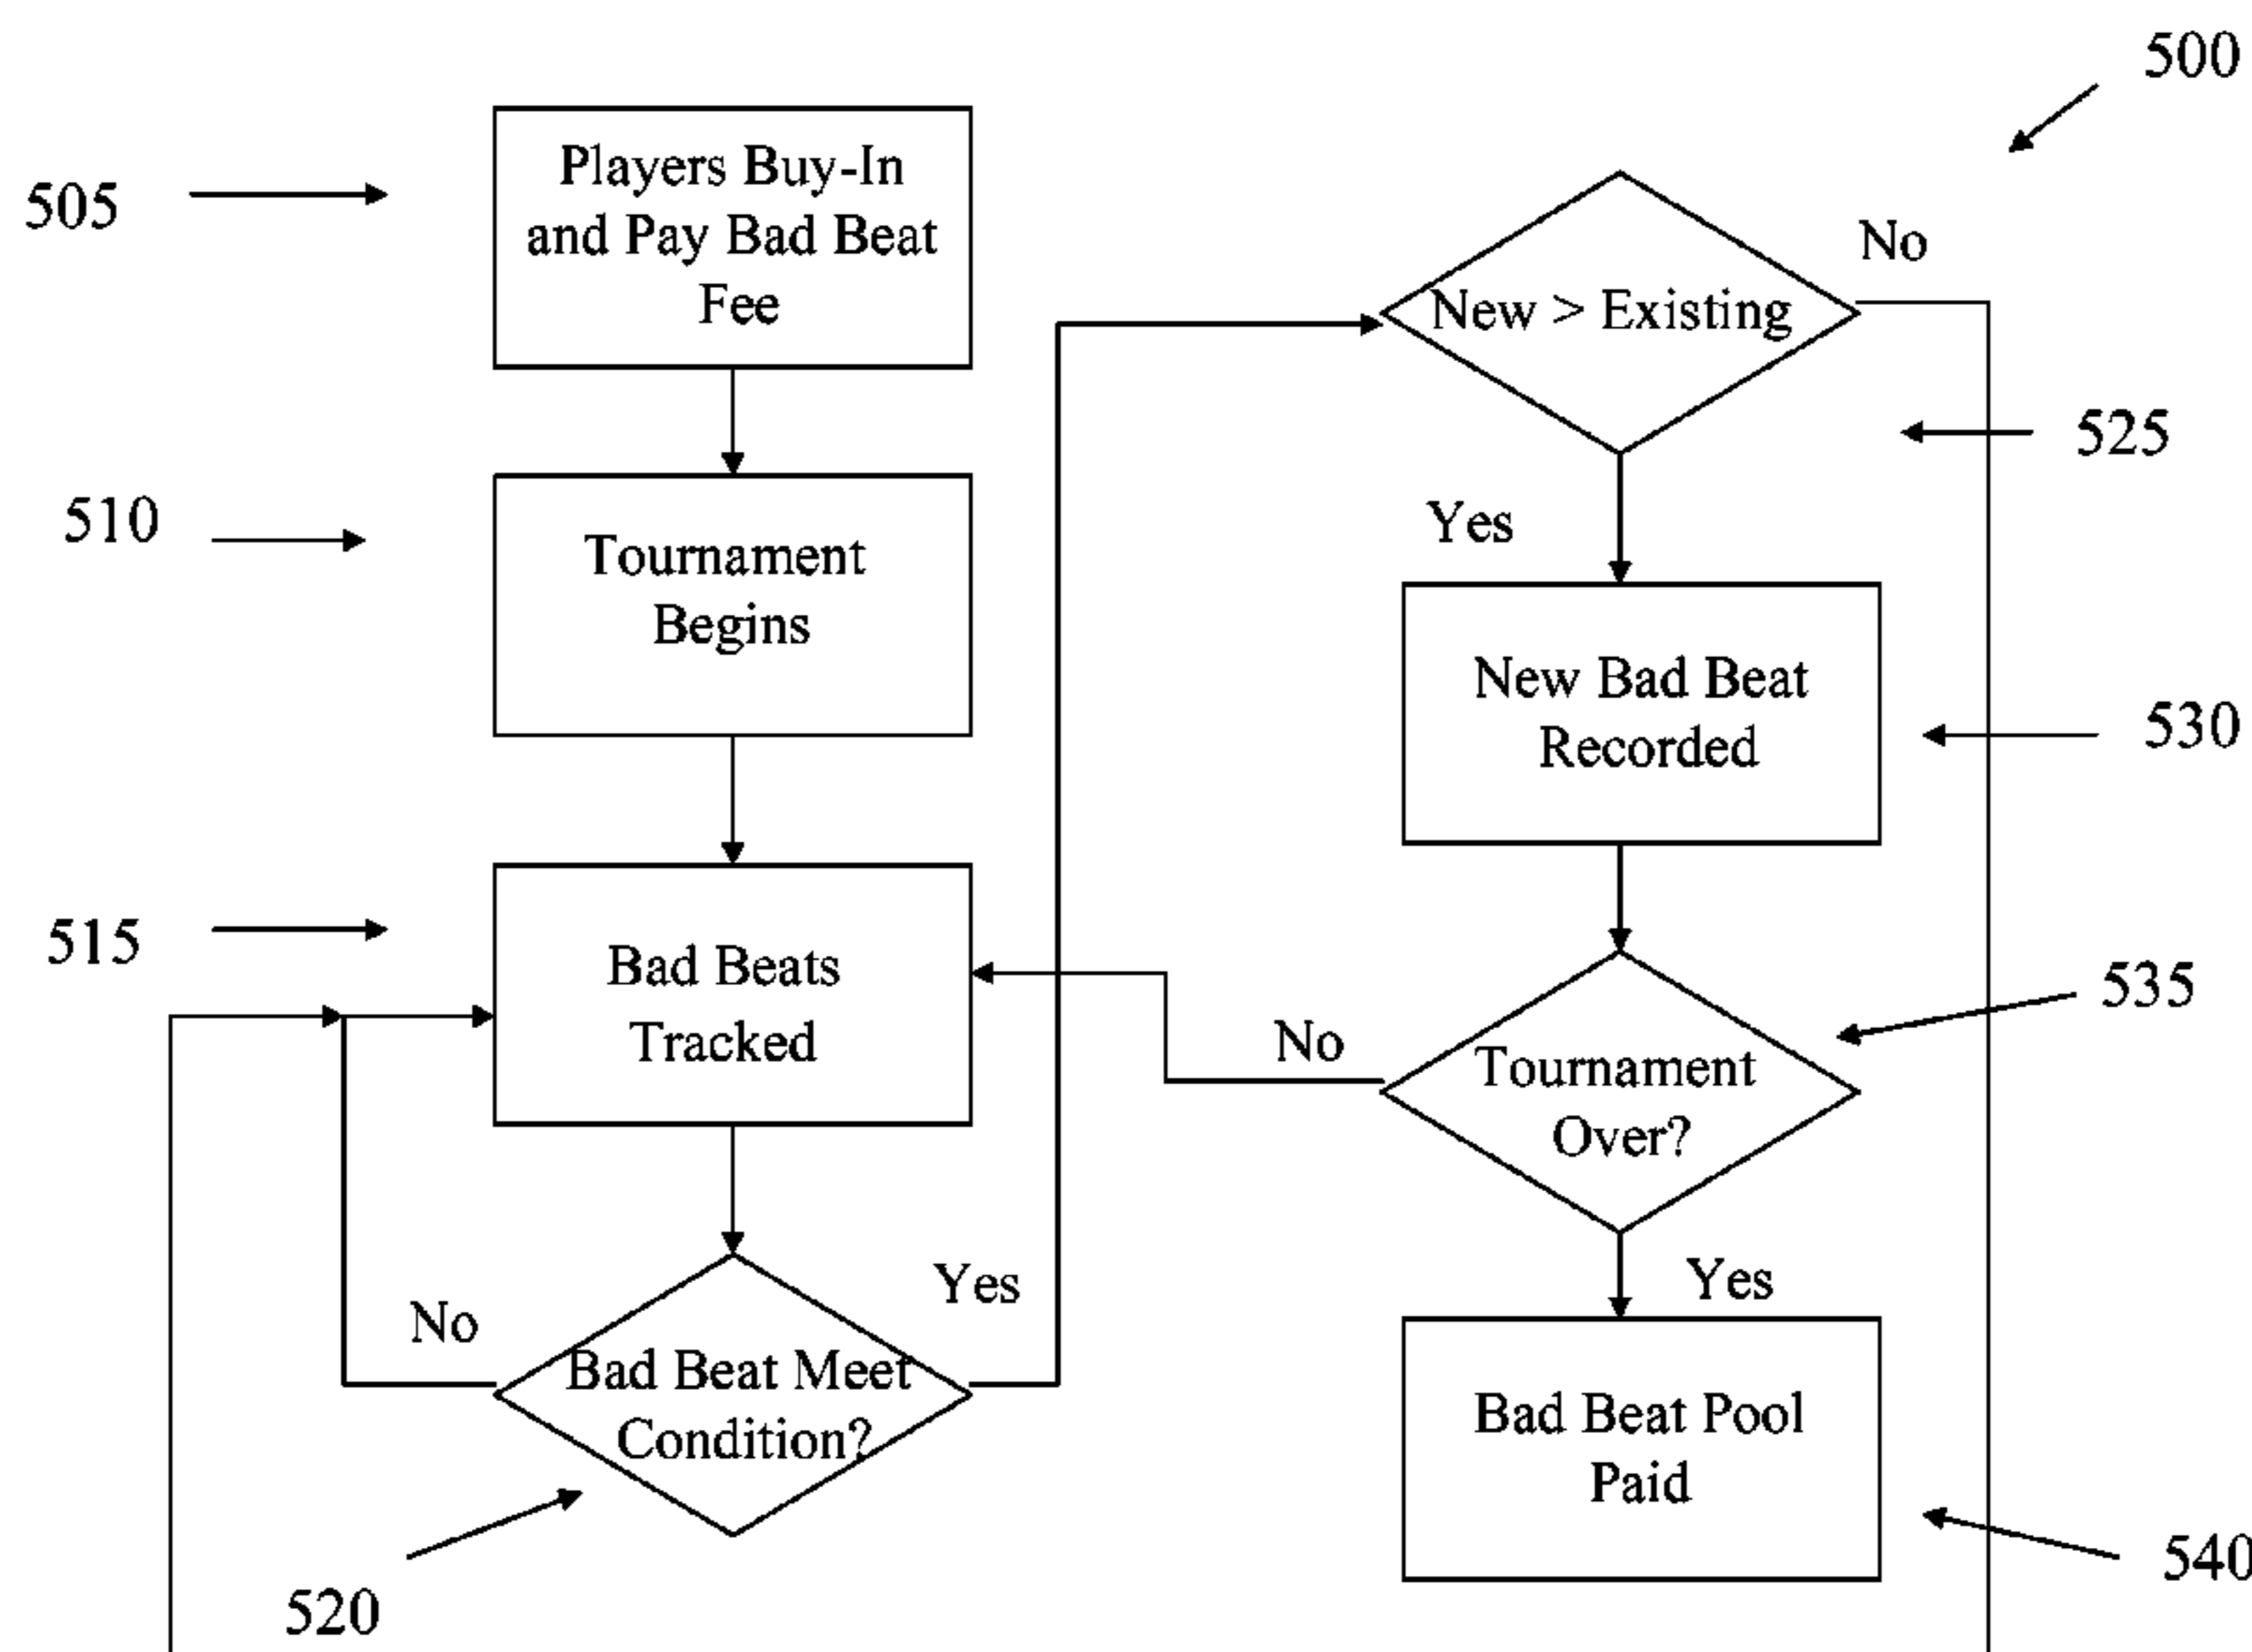 500
505
Players Buy-In
and Pay Bad Beat
Fee
510
Tournament
Begins
515
Bad Beats
Tracked
No
Yes
Bad Beat Meet
Condition?
520
New > Existing
No
525
Yes
New Bad Beat
Recorded
530
535
No
Tournament
Over?
Yes
Bad Beat Pool
Paid
540